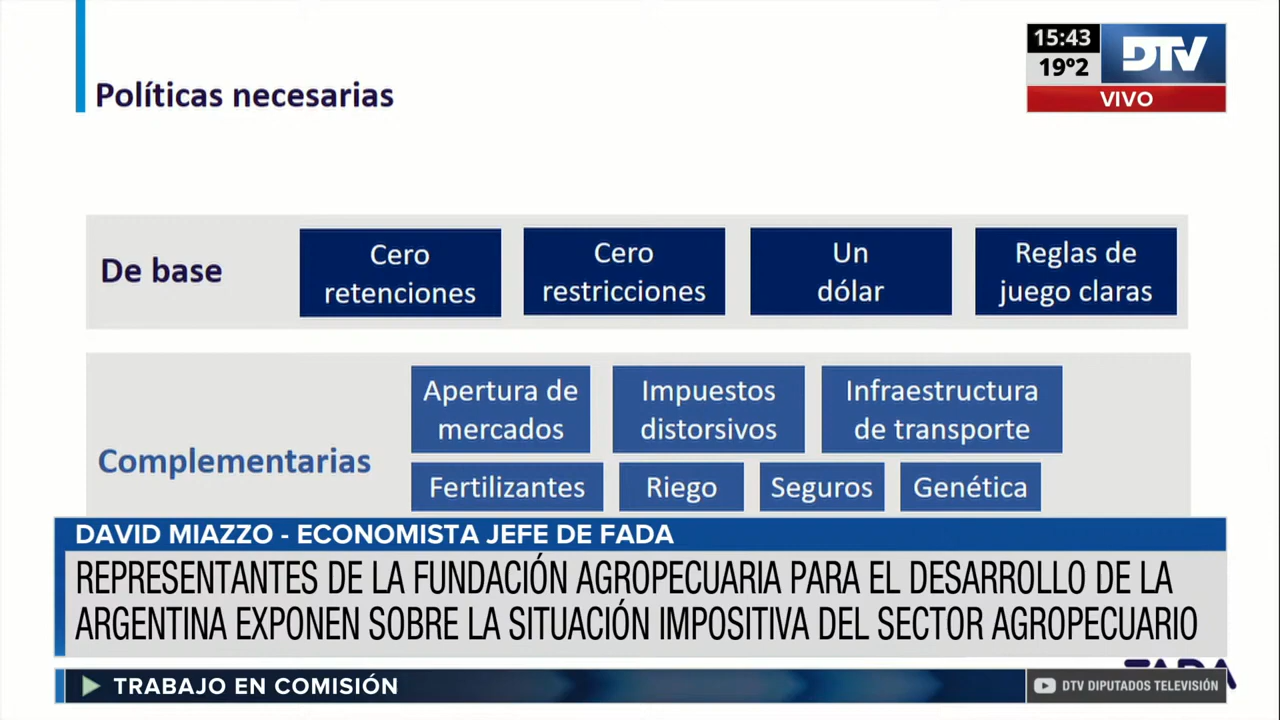 Políticas necesarias
15:43
19º2
DTV
VIVO
De base
Cero
retenciones
Cero
restricciones
Un
dólar
Reglas de
juego claras
Complementarias
Apertura de
mercados
Impuestos
distorsivos
Infraestructura
de transporte
Fertilizantes
Riego
Seguros
Genética
DAVID MIAZZO - ECONOMISTA JEFE DE FADA
REPRESENTANTES DE LA FUNDACIÓN AGROPECUARIA PARA EL DESARROLLO DE LA
ARGENTINA EXPONEN SOBRE LA SITUACIÓN IMPOSITIVA DEL SECTOR AGROPECUARIO
FADA
TRABAJO EN COMISIÓN
DTV DIPUTADOS TELEVISIÓN